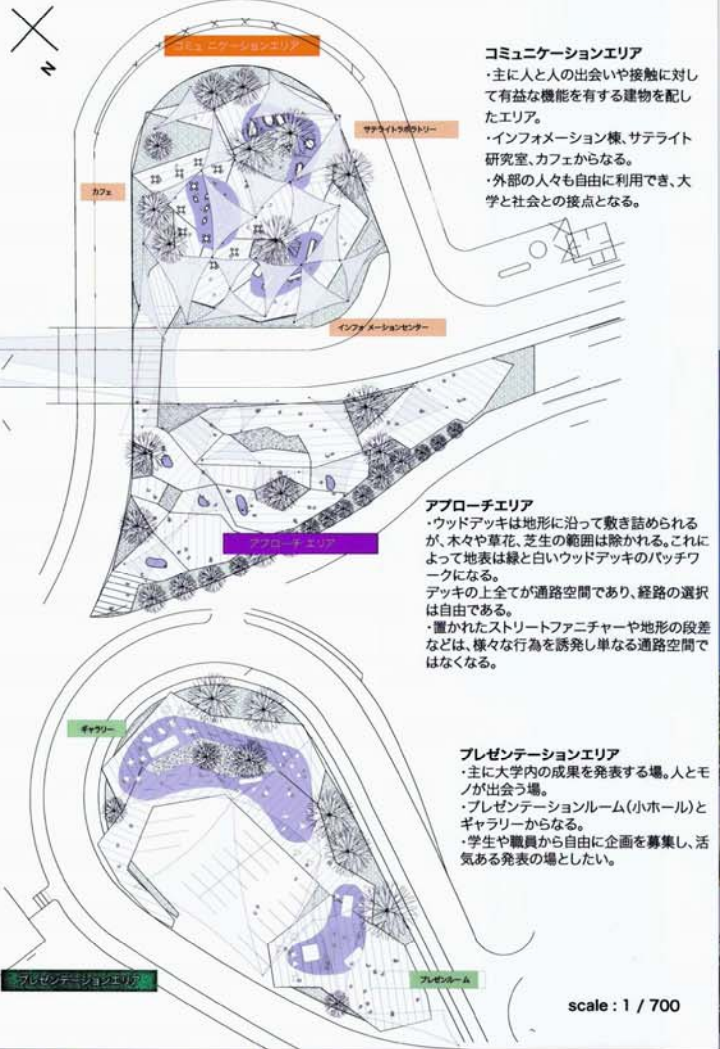 N
コミュニケーションエリア
コミュニケーションエリア
・主に人と人の出会いや接触に対し
て有益な機能を有する建物を配し
たエリア。
・インフォメーション棟、サテライト
研究室、カフェからなる。
・外部の人々も自由に利用でき、大
学と社会との接点となる。
サテライトラボラトリー
カフェ
インフォメーションセンター
アプローチエリア
・ウッドデッキは地形に沿って敷き詰められる
が、木々や草花、芝生の範囲は除かれる。これに
よって地表は緑と白いウッドデッキのパッチワ
ークになる。
デッキの上全てが通路空間であり、経路の選択
は自由である。
・置かれたストリートファニチャーや地形の段差
などは、様々な行為を誘発し単なる通路空間で
はなくなる。
アプローチエリア
ギャラリー
プレゼンテーションエリア
・主に大学内の成果を発表する場。人とモ
ノが出会う場。
・プレゼンテーションルーム(小ホール)と
ギャラリーからなる。
・学生や職員から自由に企画を募集し、活
気ある発表の場としたい。
プレゼンテーションエリア
プレゼンルーム
scale : 1 / 700